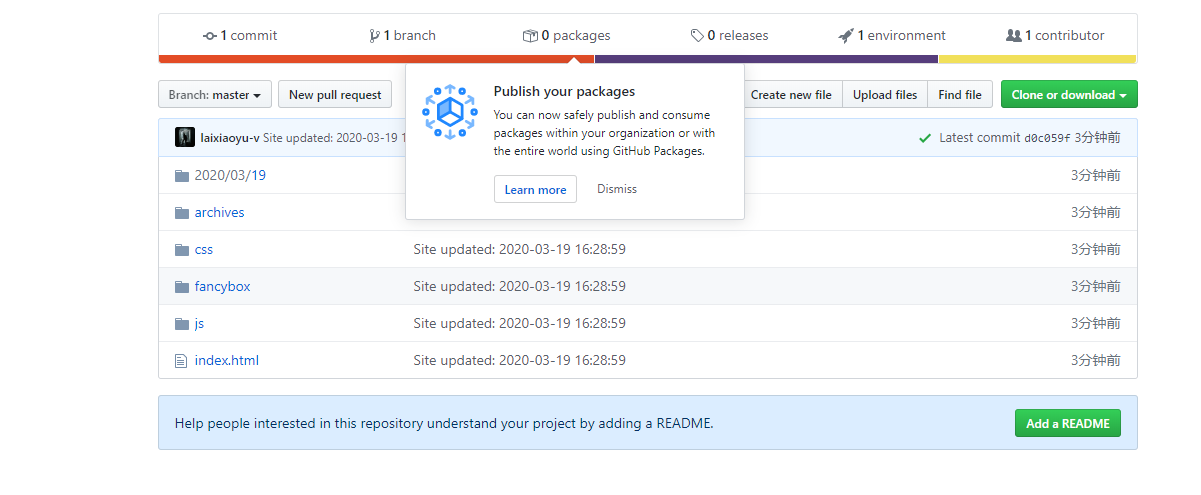 1 commit 1 branch 0 packages 0 releases 1 environment 1 contributor
Branch: master New pull request Create new file Upload files Find file Clone or download
Publish your packages
You can now safely publish and consume
packages within your organization or with
the entire world using GitHub Packages.
Learn more Dismiss
laixiaoyu-v Site updated: 2020-03-19 1 Latest commit d0c059f 3分钟前
2020/03/19 3分钟前
archives 3分钟前
css Site updated: 2020-03-19 16:28:59 3分钟前
fancybox Site updated: 2020-03-19 16:28:59 3分钟前
js Site updated: 2020-03-19 16:28:59 3分钟前
index.html Site updated: 2020-03-19 16:28:59 3分钟前
Help people interested in this repository understand your project by adding a README. Add a README